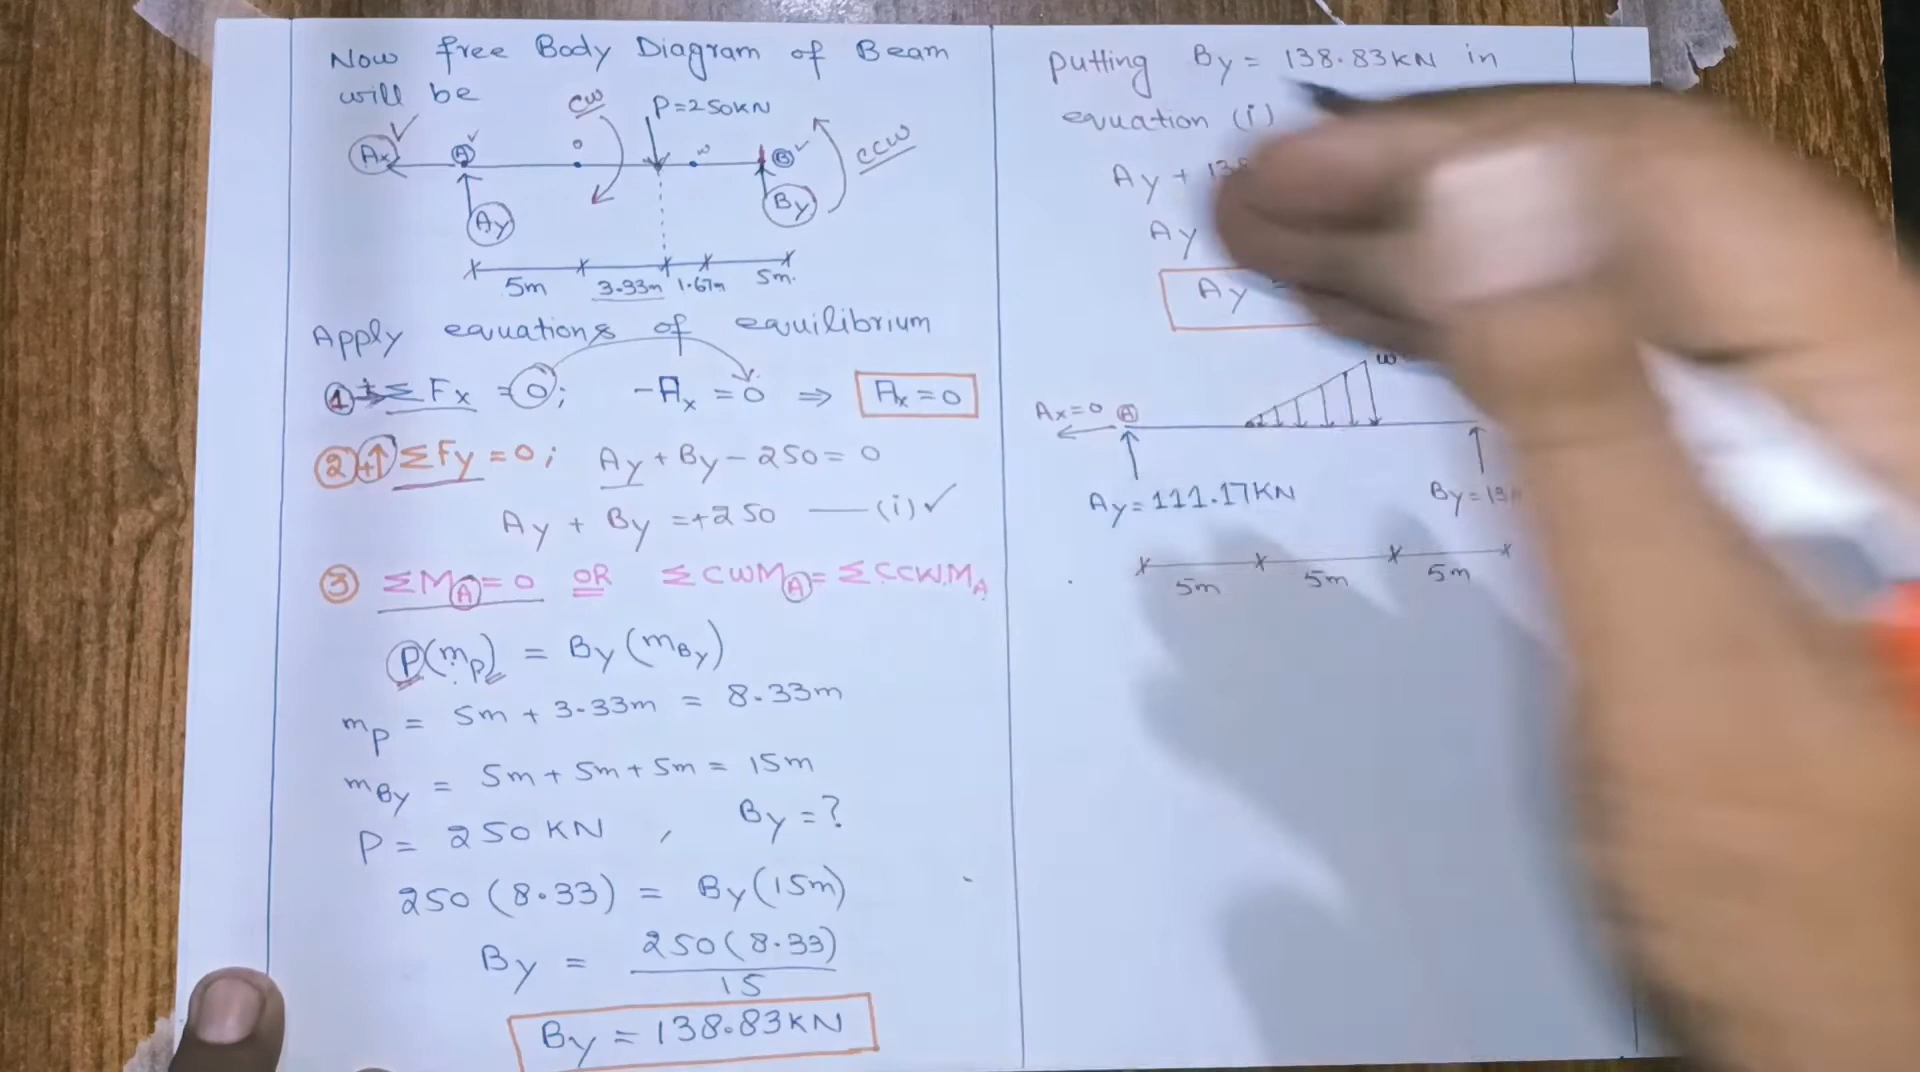 Now free Body Diagram of Beam
will be
CW
P=250KN
Ax
A
B
CCW
Ay
By
5m 3.33m 1.67m 5m.
Apply equations of equilibrium
1 + ΣFx = 0; -Ax = 0 ⇒ Ax = 0
2 +↑ ΣFy = 0; Ay + By - 250 = 0
Ay + By = +250 — (i) ✓
3 ΣMA = 0 OR ΣCWMA = ΣCCW.MA
P(mp) = By(mBy)
mp = 5m + 3.33m = 8.33m
mBy = 5m + 5m + 5m = 15m
P = 250KN , By = ?
250(8.33) = By(15m)
By = 250(8.33)
15
By = 138.83KN
Putting By = 138.83KN in
equation (i)
Ay +
Ay
Ay =
w
Ax=0 A
Ay = 111.17KN By =
5m 5m 5m